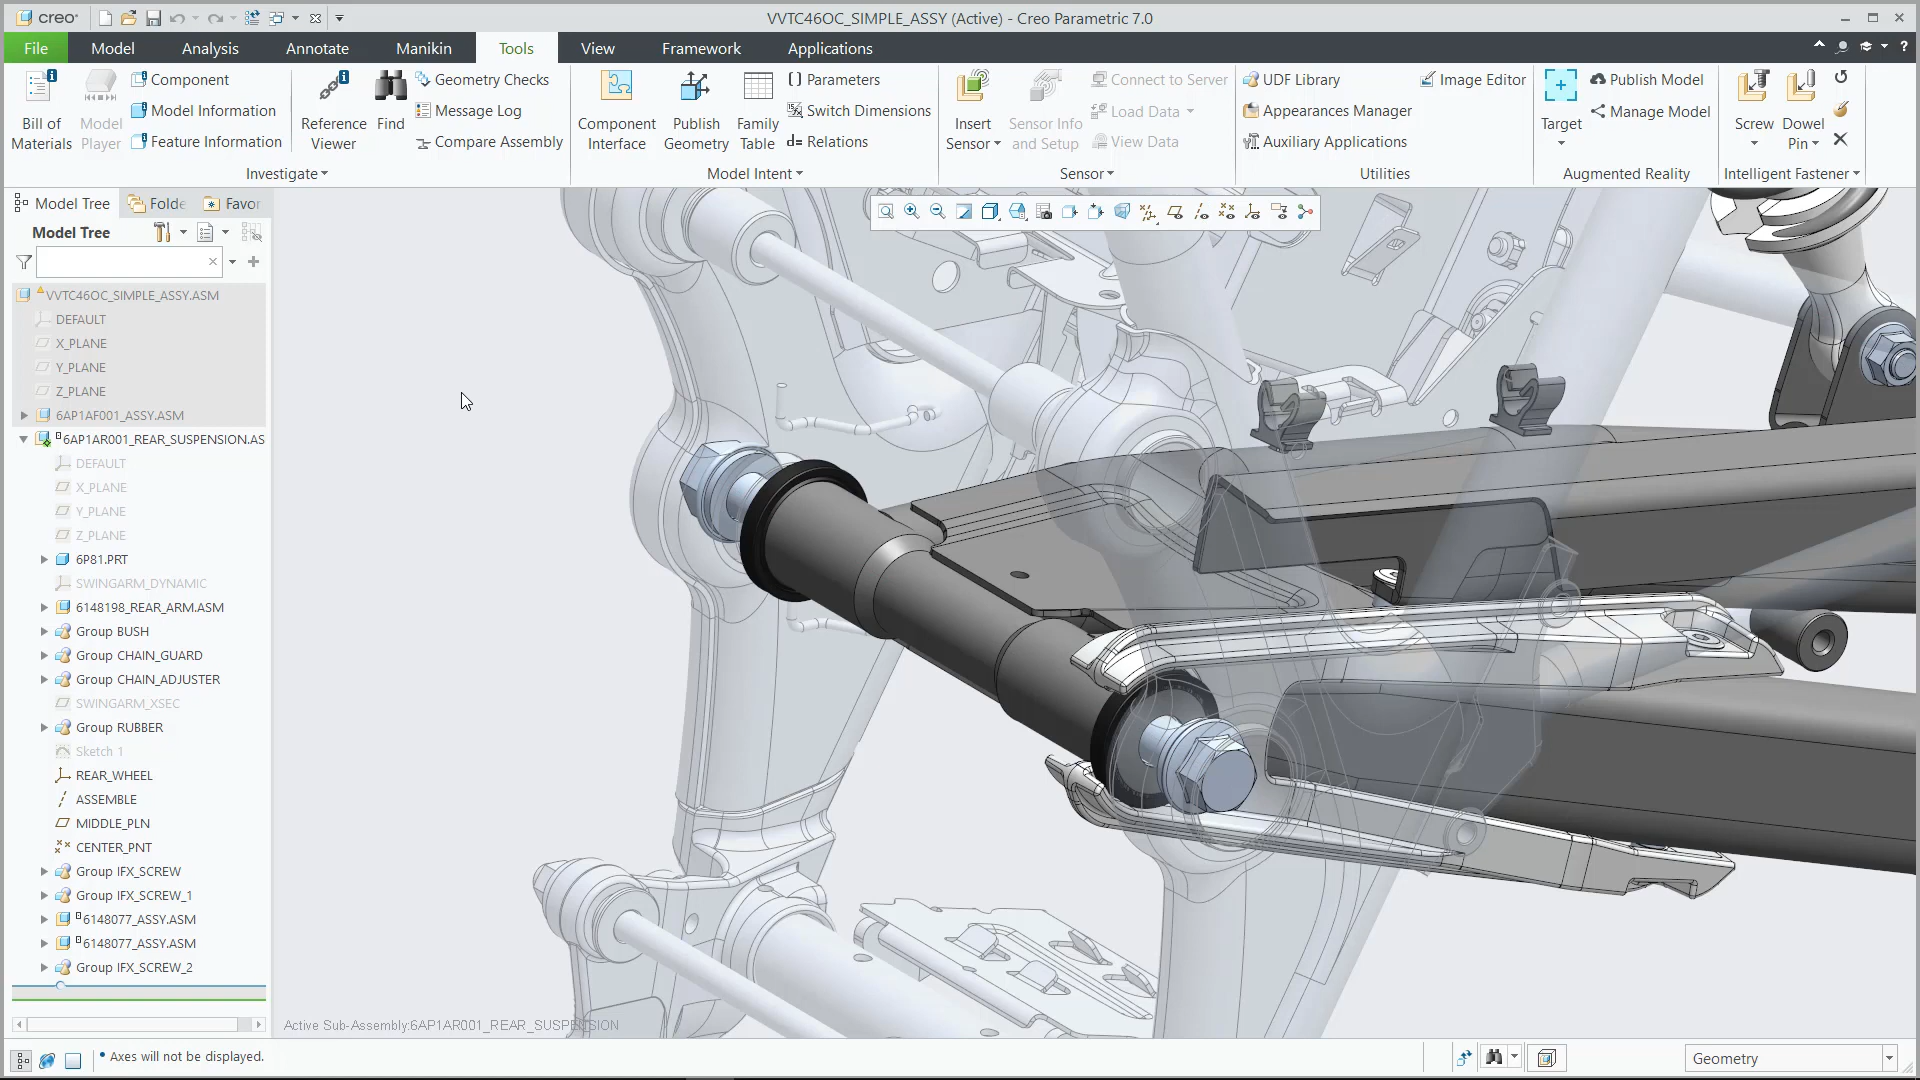 creo
VVTC46OC_SIMPLE_ASSY (Active) - Creo Parametric 7.0
File Model Analysis Annotate Manikin Tools View Framework Applications
Bill of Materials
Model Player
Component
Model Information
Feature Information
Reference Viewer
Find
Geometry Checks
Message Log
Compare Assembly
Investigate
Component Interface
Publish Geometry
Family Table
Parameters
Switch Dimensions
Relations
Model Intent
Insert Sensor
Sensor Info and Setup
Connect to Server
Load Data
View Data
Sensor
UDF Library
Appearances Manager
Auxiliary Applications
Image Editor
Utilities
Target
Publish Model
Manage Model
Augmented Reality
Screw
Dowel Pin
Intelligent Fastener
Model Tree Folde Favor
Model Tree
VVTC46OC_SIMPLE_ASSY.ASM
DEFAULT
X_PLANE
Y_PLANE
Z_PLANE
6AP1AF001_ASSY.ASM
6AP1AR001_REAR_SUSPENSION.AS
DEFAULT
X_PLANE
Y_PLANE
Z_PLANE
6P81.PRT
SWINGARM_DYNAMIC
6148198_REAR_ARM.ASM
Group BUSH
Group CHAIN_GUARD
Group CHAIN_ADJUSTER
SWINGARM_XSEC
Group RUBBER
Sketch 1
REAR_WHEEL
ASSEMBLE
MIDDLE_PLN
CENTER_PNT
Group IFX_SCREW
Group IFX_SCREW_1
6148077_ASSY.ASM
6148077_ASSY.ASM
Group IFX_SCREW_2
Active Sub-Assembly:6AP1AR001_REAR_SUSPENSION
• Axes will not be displayed.
Geometry